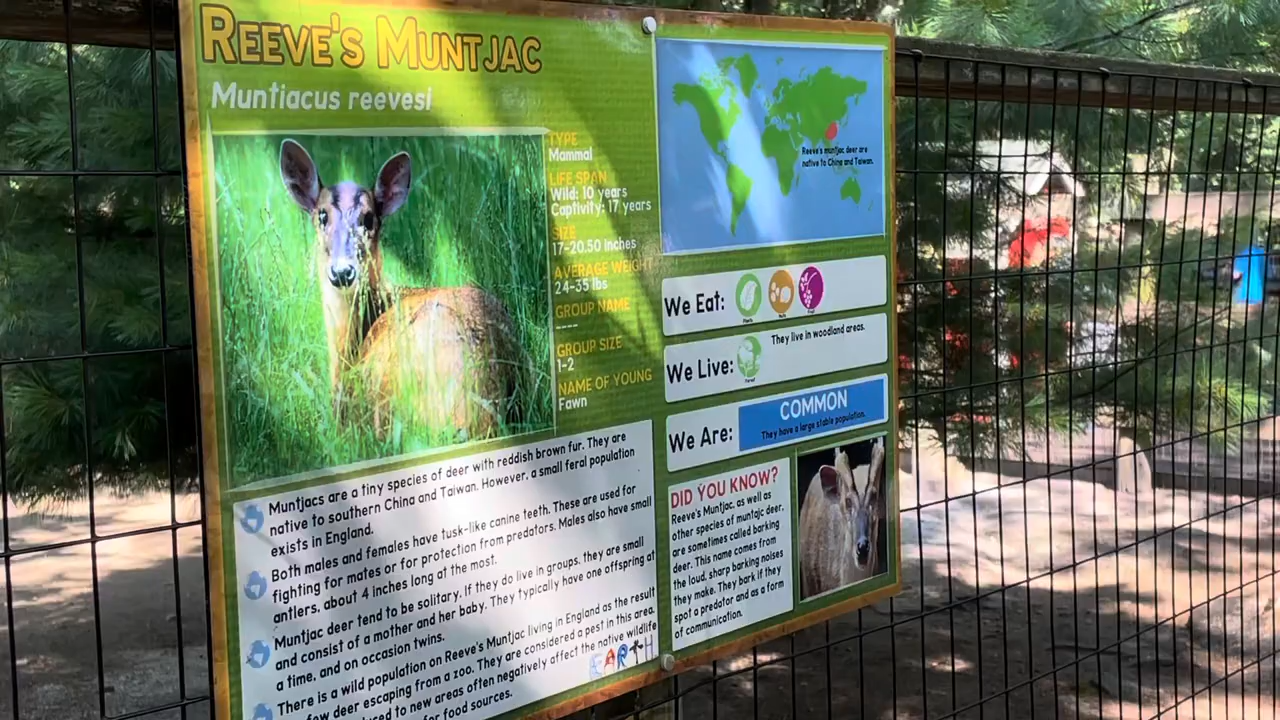 REEVE'S MUNTJAC
Muntiacus reevesi
TYPE
Mammal
LIFE SPAN
Wild: 10 years
Captivity: 17 years
SIZE
17-20.50 inches
AVERAGE WEIGHT
24-35 lbs
GROUP NAME
----
GROUP SIZE
1-2
NAME OF YOUNG
Fawn
Reeve's muntjac deer are
native to China and Taiwan.
We Eat:
Plants
Nuts
Fruit
We Live:
Forest
They live in woodland areas.
We Are:
COMMON
They have a large stable population.
Muntjacs are a tiny species of deer with reddish brown fur. They are
native to southern China and Taiwan. However, a small feral population
exists in England.
Both males and females have tusk-like canine teeth. These are used for
fighting for mates or for protection from predators. Males also have small
antlers, about 4 inches long at the most.
Muntjac deer tend to be solitary. If they do live in groups, they are small
and consist of a mother and her baby. They typically have one offspring at
a time, and on occasion twins.
There is a wild population on Reeve's Muntjac living in England as the result
few deer escaping from a zoo. They are considered a pest in this area.
to new areas often negatively affect the native wildlife
for food sources.
EARTH
DID YOU KNOW?
Reeve's Muntjac, as well as
other species of muntajc deer,
are sometimes called barking
deer. This name comes from
the loud, sharp barking noises
they make. They bark if they
spot a predator and as a form
of communication.